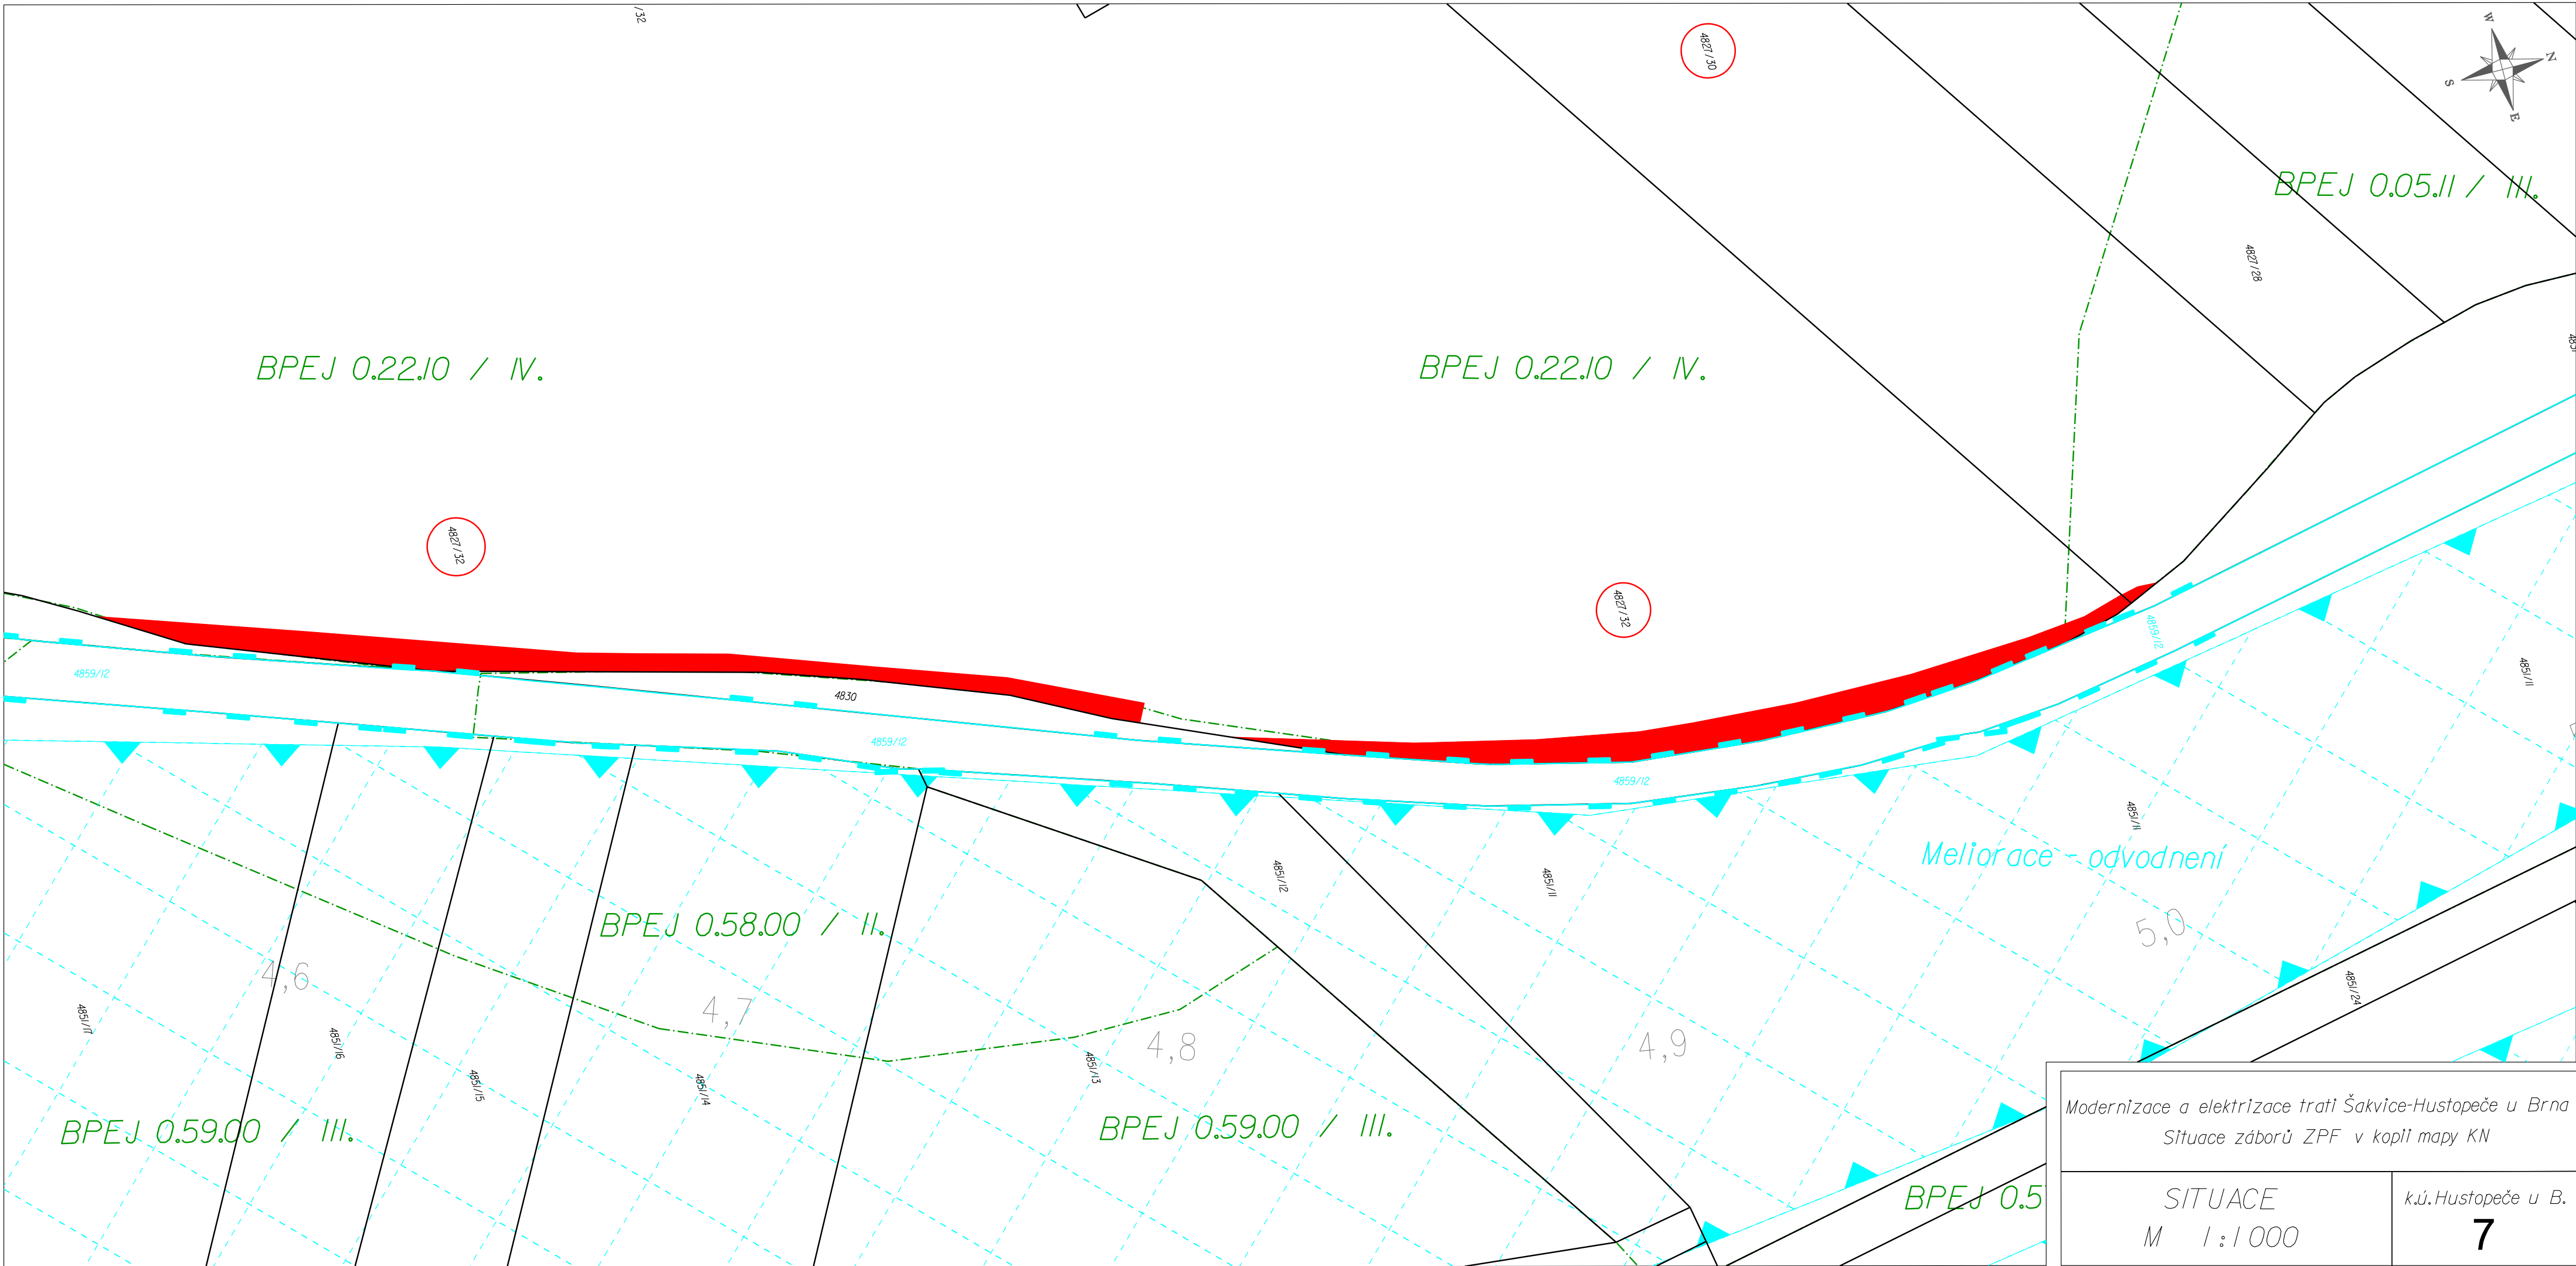 /32
4827/30
W
N
S
E
BPEJ 0.05.11 / III.
4827/28
BPEJ 0.22.10 / IV.
BPEJ 0.22.10 / IV.
4827/32
4827/32
4859/12
4851/11
4859/12
4830
4859/12
4859/12
4851/11
Meliorace - odvodnení
4851/12
4851/11
BPEJ 0.58.00 / II.
5,0
4,6
4851/24
4,7
4851/17
4851/16
4,8
4,9
4851/13
4851/15
4851/14
BPEJ 0.59.00 / III.
BPEJ 0.59.00 / III.
Modernizace a elektrizace trati Šakvice-Hustopeče u Brna
Situace záborů ZPF v kopii mapy KN
BPEJ 0.5
SITUACE
M 1:1000
k.ú.Hustopeče u B.
7